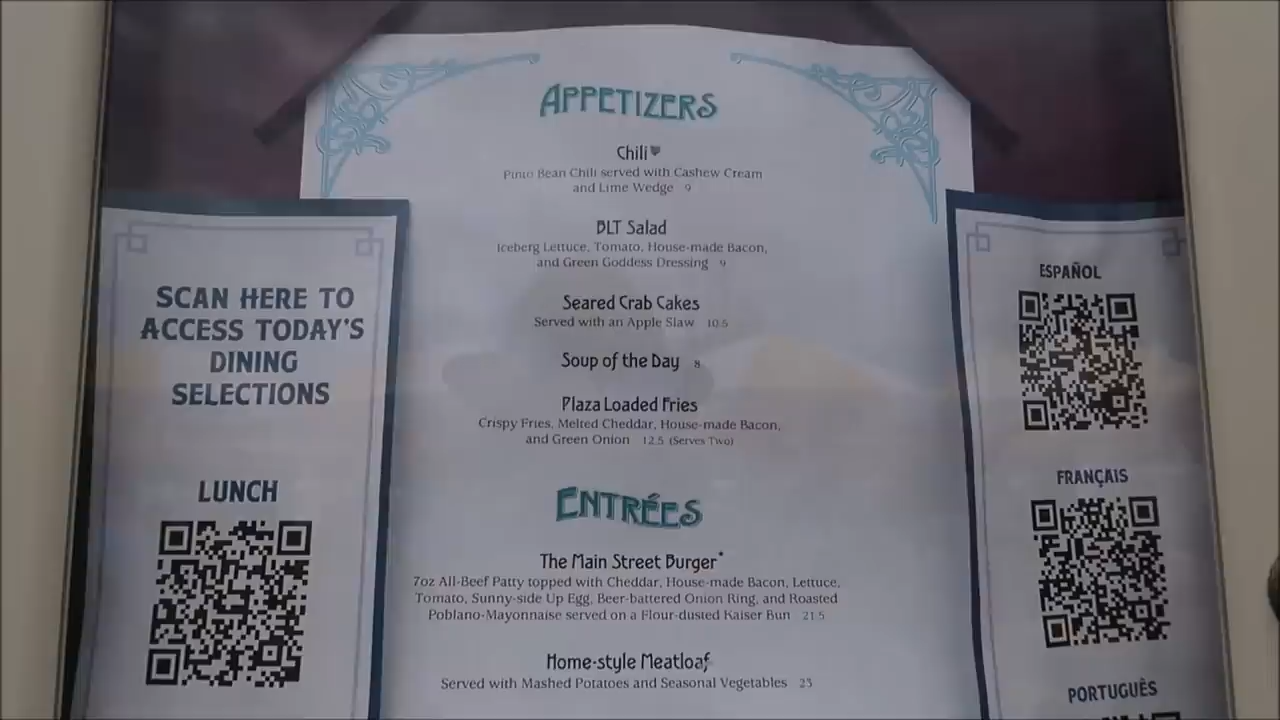 APPETIZERS
Chili
Pinto Bean Chili served with Cashew Cream
and Lime Wedge 9
BLT Salad
Iceberg Lettuce, Tomato, House-made Bacon,
and Green Goddess Dressing 9
Seared Crab Cakes
Served with an Apple Slaw 10.5
Soup of the Day 8
Plaza Loaded Fries
Crispy Fries, Melted Cheddar, House-made Bacon,
and Green Onion 12.5 (Serves Two)
ENTRÉES
The Main Street Burger*
7oz All-Beef Patty topped with Cheddar, House-made Bacon, Lettuce,
Tomato, Sunny-side Up Egg, Beer-battered Onion Ring, and Roasted
Poblano-Mayonnaise served on a Flour-dusted Kaiser Bun 21.5
Home-style Meatloaf
Served with Mashed Potatoes and Seasonal Vegetables 23
SCAN HERE TO
ACCESS TODAY'S
DINING
SELECTIONS
LUNCH
ESPAÑOL
FRANÇAIS
PORTUGUÊS